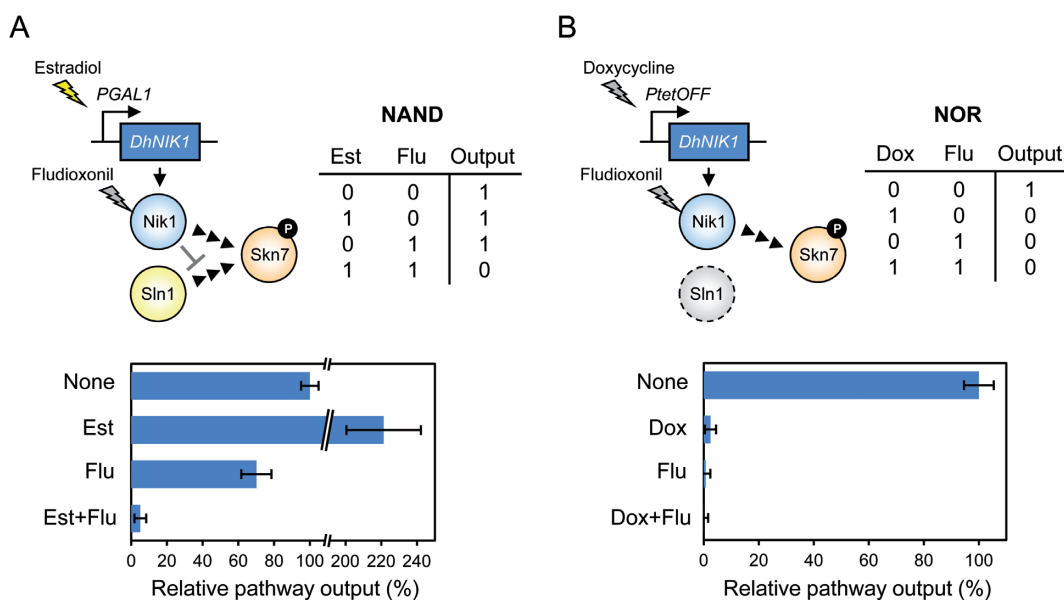 A
Estradiol
PGAL1
DhNIK1
Fludioxonil
Nik1
P
Skn7
Sln1
NAND
Est Flu Output
0 0 1
1 0 1
0 1 1
1 1 0
None
Est
Flu
Est+Flu
0 20 40 60 80 100 200 220 240
Relative pathway output (%)
B
Doxycycline
PtetOFF
DhNIK1
Fludioxonil
Nik1
P
Skn7
Sln1
NOR
Dox Flu Output
0 0 1
1 0 0
0 1 0
1 1 0
None
Dox
Flu
Dox+Flu
0 20 40 60 80 100
Relative pathway output (%)